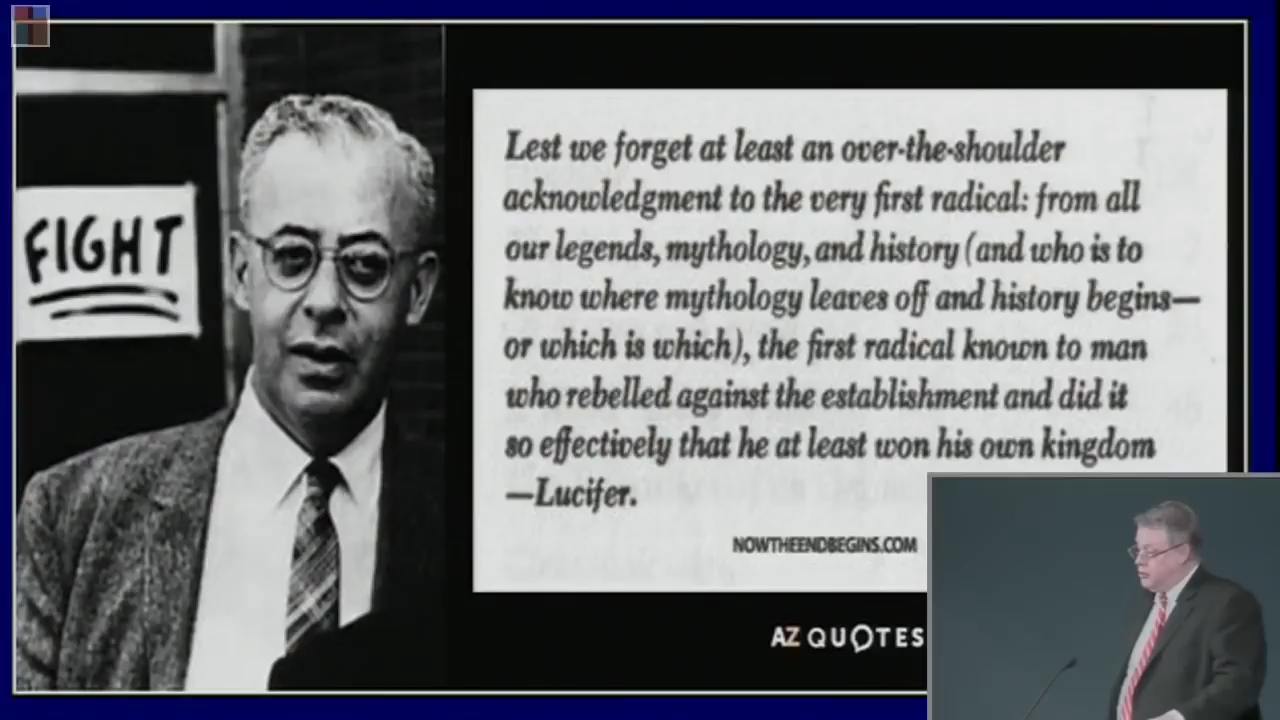 FIGHT
Lest we forget at least an over-the-shoulder
acknowledgment to the very first radical: from all
our legends, mythology, and history (and who is to
know where mythology leaves off and history begins—
or which is which), the first radical known to man
who rebelled against the establishment and did it
so effectively that he at least won his own kingdom
—Lucifer.
NOWTHEENDBEGINS.COM
AZ QUOTES